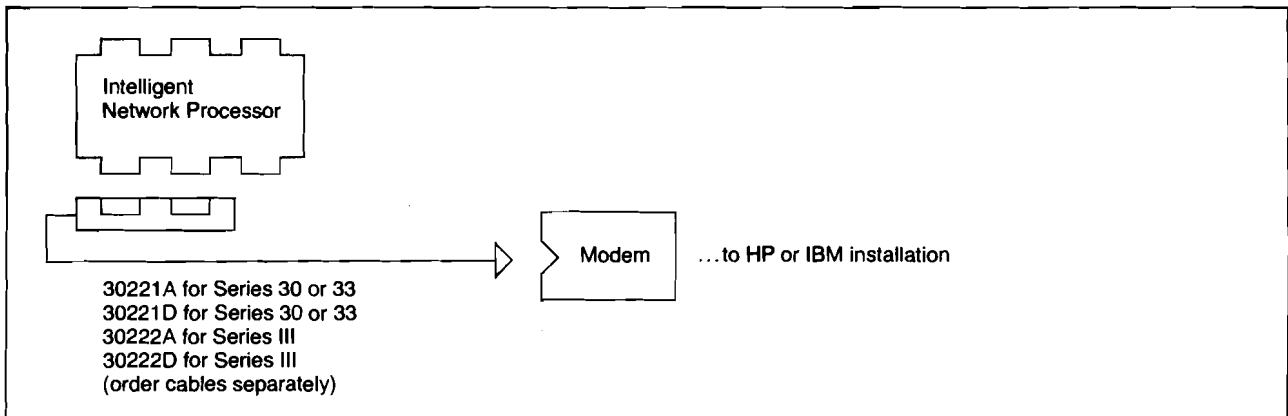 Intelligent
Network Processor
Modem
...to HP or IBM installation
30221A for Series 30 or 33
30221D for Series 30 or 33
30222A for Series III
30222D for Series III
(order cables separately)